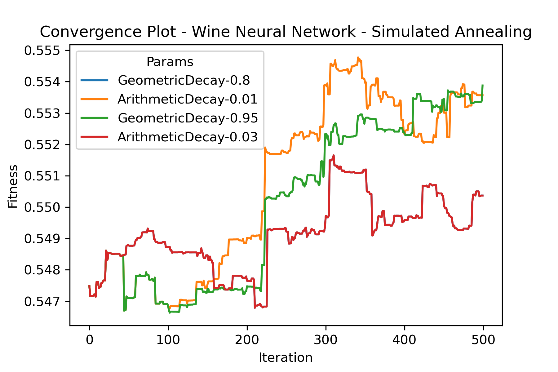 Convergence Plot - Wine Neural Network - Simulated Annealing
Params
GeometricDecay-0.8
ArithmeticDecay-0.01
GeometricDecay-0.95
ArithmeticDecay-0.03
Fitness
0.555
0.554
0.553
0.552
0.551
0.550
0.549
0.548
0.547
0
100
200
300
400
500
Iteration